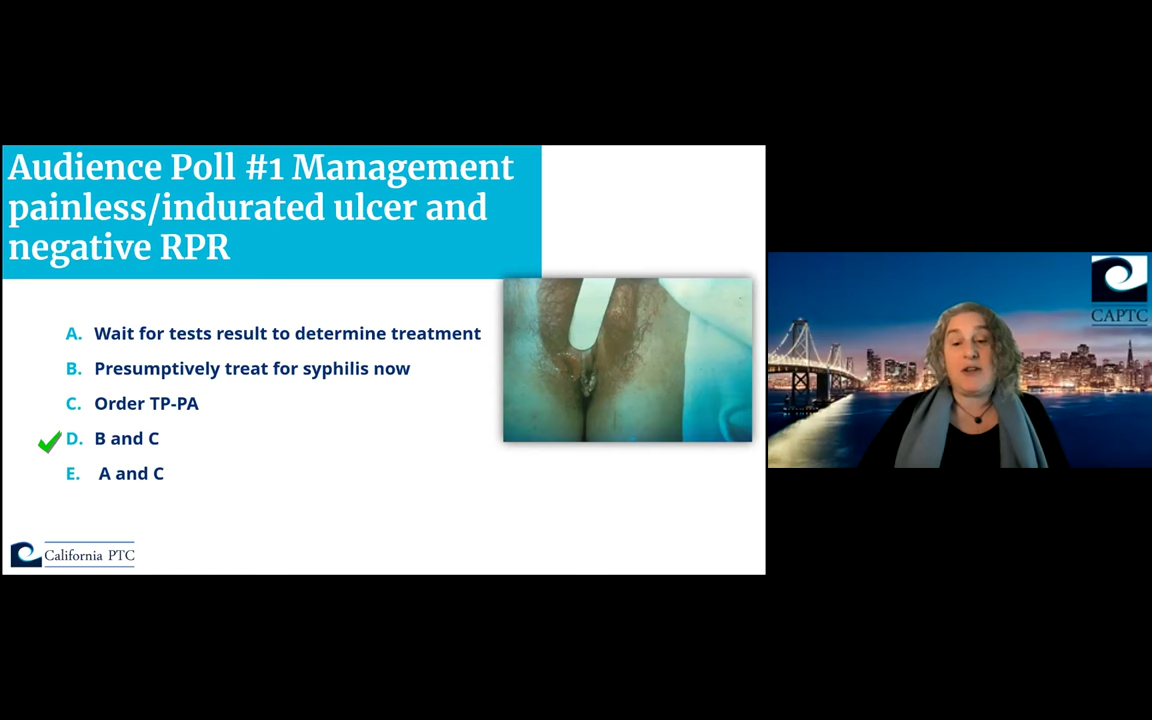 Audience Poll #1 Management
painless/indurated ulcer and
negative RPR
A. Wait for tests result to determine treatment
B. Presumptively treat for syphilis now
C. Order TP-PA
D. B and C
E. A and C
California PTC
CAPTC